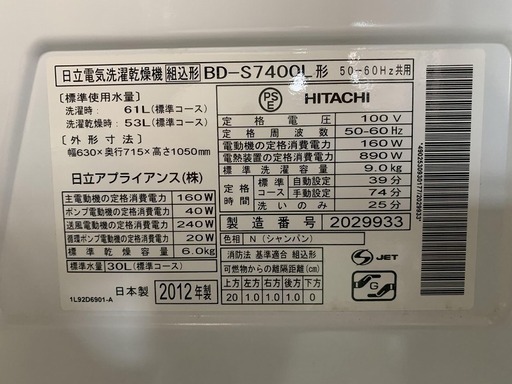 日立電気洗濯乾燥機 組込形 BD-S7400L形 50-60Hz共用
〔標準使用水量〕
洗濯時： 61L(標準コース)
洗濯乾燥時： 53L(標準コース)
〔外形寸法〕
幅630×奥行715×高さ1050mm
日立アプライアンス(株)
主電動機の定格消費電力 160W
ポンプ電動機の定格消費電力 40W
送風電動機の定格消費電力 240W
循環ポンプ電動機の定格消費電力 20W
標準乾燥容量 6.0kg
標準水量 30L(標準コース)
日本製 2012年製
1L92D6901-A
PSE HITACHI
定格電圧 100V
定格周波数 50-60Hz
電動機の定格消費電力 160W
電熱装置の定格消費電力 890W
標準洗濯容量 9.0kg
定格時間 標準コース 自動設定 39分
手動設定 74分
洗いのみ 25分
製造番号 2029933
色相 N (シャンパン)
消防法 基準適合 組込形
可燃物からの離隔距離(cm)
上方 左方 右方 前方 後方 下方
20 1.0 1.0 1.0 0
S JET
G